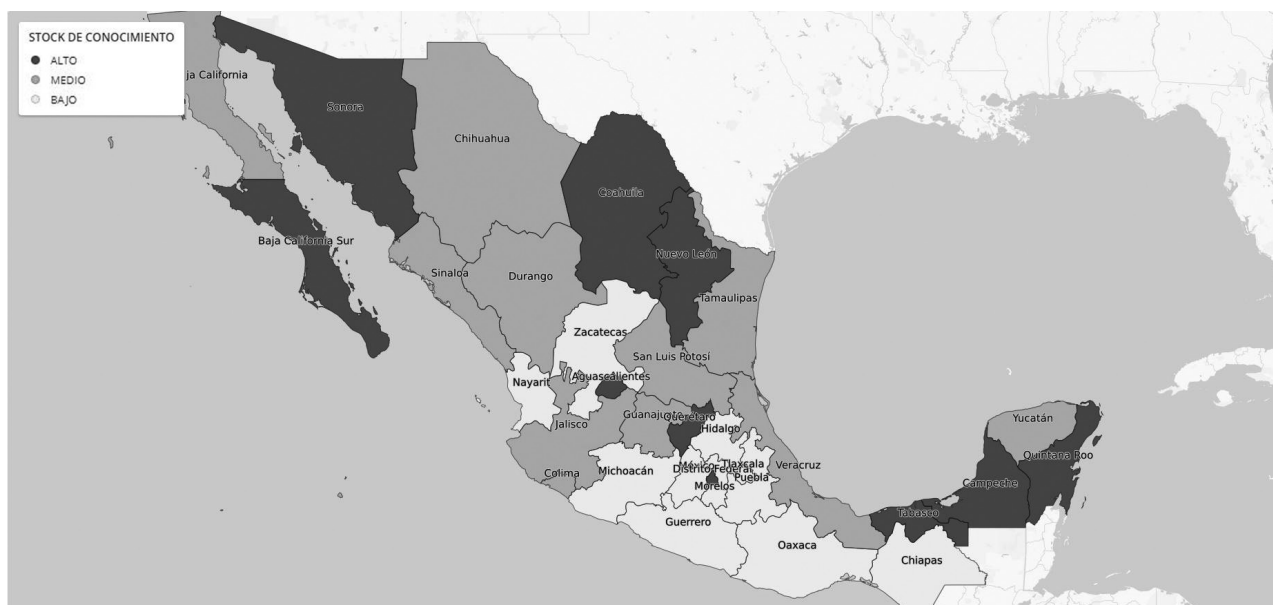 STOCK DE CONOCIMIENTO
ALTO
MEDIO
BAJO
ja California
Sonora
Chihuahua
Coahuila
Baja California Sur
Nuevo León
Sinaloa
Durango
Tamaulipas
Zacatecas
San Luis Potosí
Nayarit
Aguascalientes
Guanajuato
Querétaro
Jalisco
Hidalgo
Yucatán
Quintana Roo
Colima
Michoacán
México
Tlaxcala
Veracruz
Distrito Federal
Puebla
Morelos
Campeche
Tabasco
Guerrero
Oaxaca
Chiapas